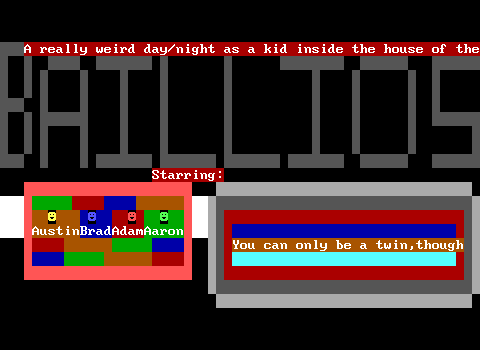 A really weird day/night as a kid inside the house of the
BAILLIOS
Starring:
AustinBradAdamAaron
You can only be a twin,though